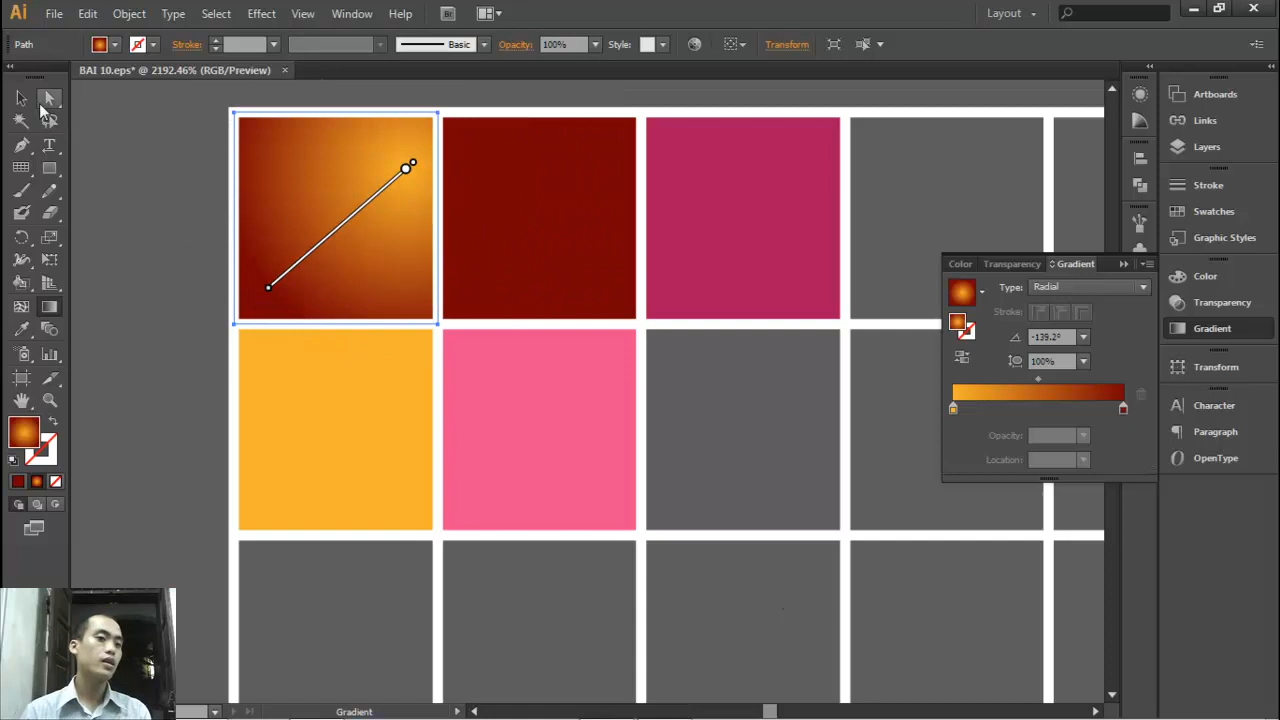 Ai File Edit Object Type Select Effect View Window Help Br Layout
Path Stroke: Basic Opacity: 100% Style: Transform
BAI 10.eps* @ 2192.46% (RGB/Preview)
Artboards
Links
Layers
Stroke
Swatches
Graphic Styles
Color Transparency Gradient
Type: Radial
Stroke:
-139.2°
100%
Opacity:
Location:
Color
Transparency
Gradient
Transform
Character
Paragraph
OpenType
Gradient